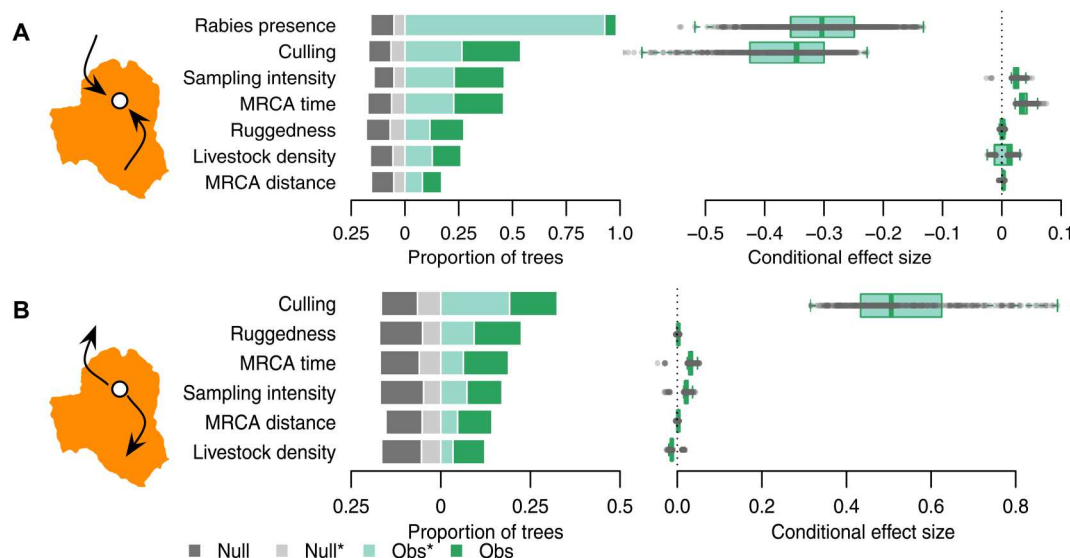 A
Rabies presence
Culling
Sampling intensity
MRCA time
Ruggedness
Livestock density
MRCA distance
0.25 0 0.25 0.5 0.75 1.0
Proportion of trees
−0.5 −0.4 −0.3 −0.2 −0.1 0 0.1
Conditional effect size
B
Culling
Ruggedness
MRCA time
Sampling intensity
MRCA distance
Livestock density
0.25 0 0.25 0.5
Proportion of trees
0.0 0.2 0.4 0.6 0.8
Conditional effect size
Null Null* Obs* Obs